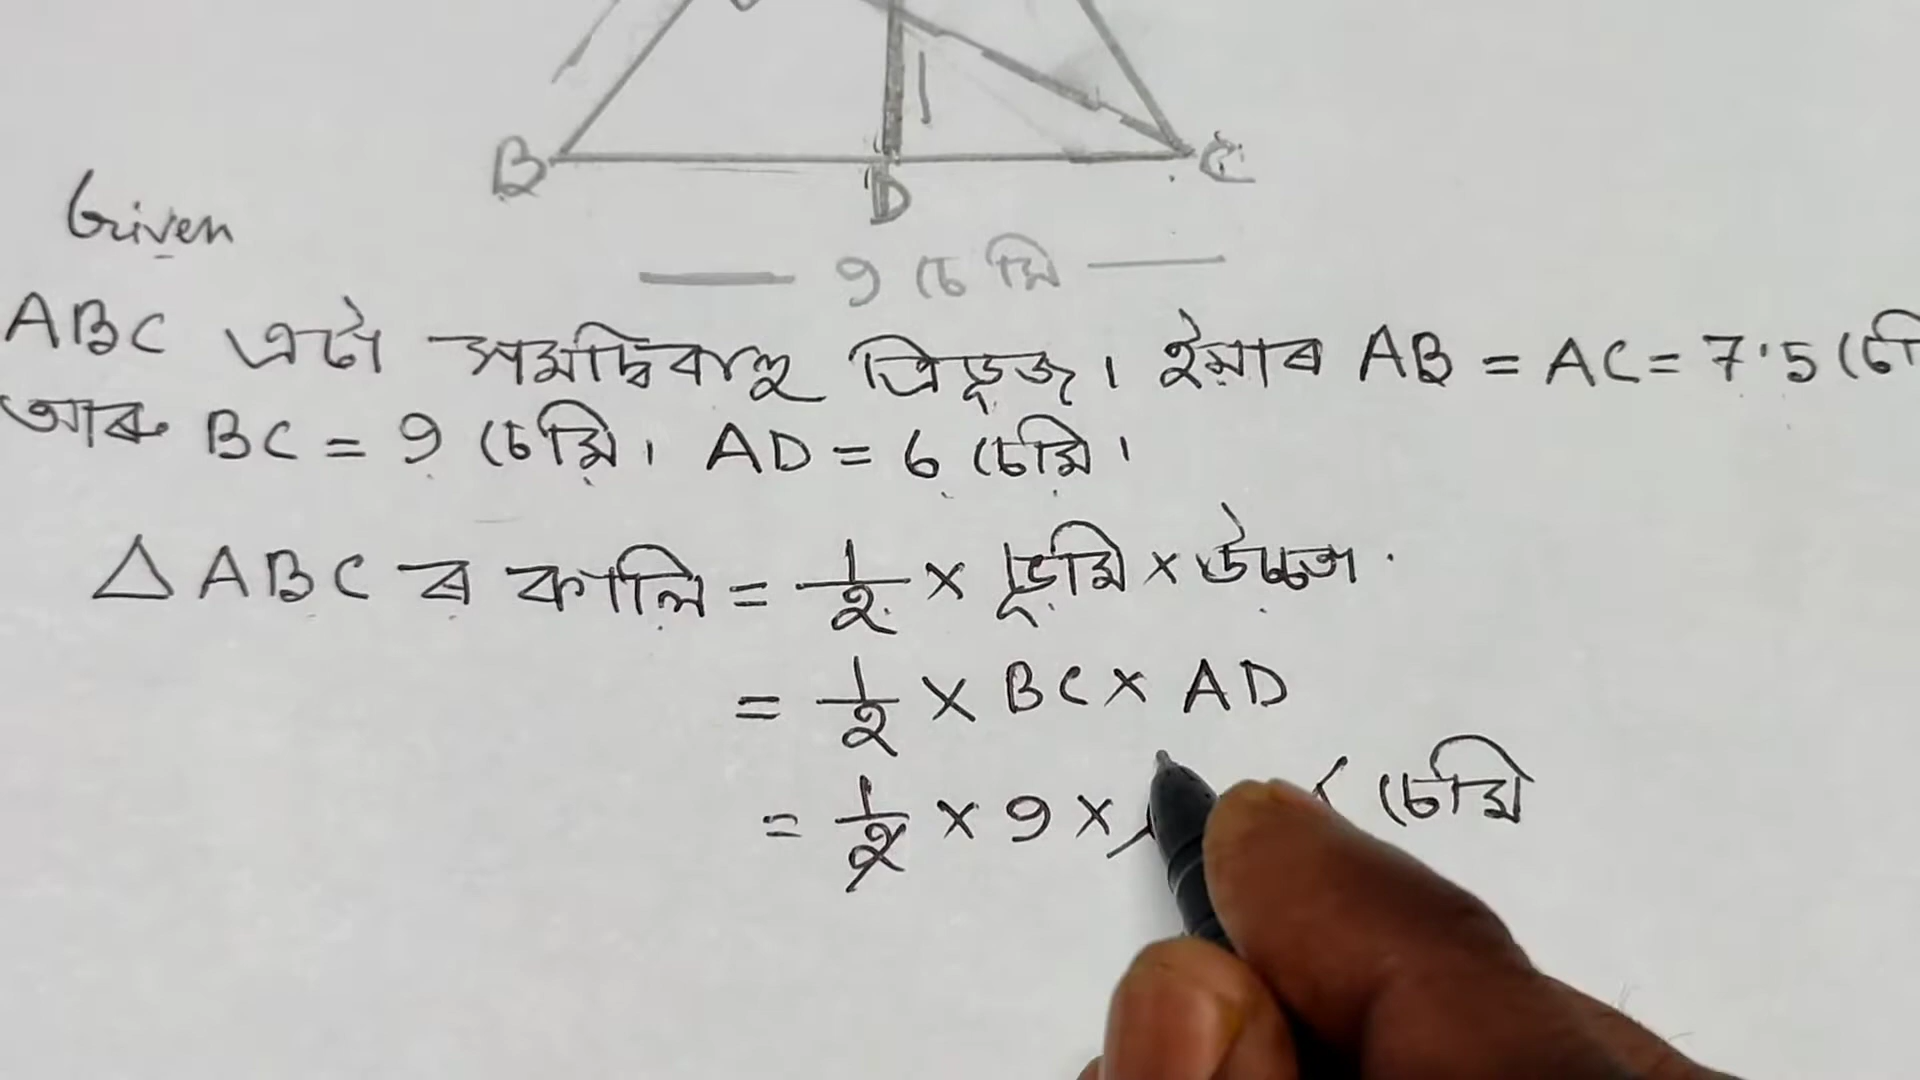 B
C
D
9 চেমি
Given
ABC এটা সমদ্বিবাহু ত্ৰিভূজ। ইয়াৰ AB = AC = 7.5 চেমি
আৰু BC = 9 চেমি। AD = 6 চেমি।
△ABC ৰ কালি = 1/2 × ভূমি × উচ্চতা
= 1/2 × BC × AD
= 1/2 × 9 × চেমি